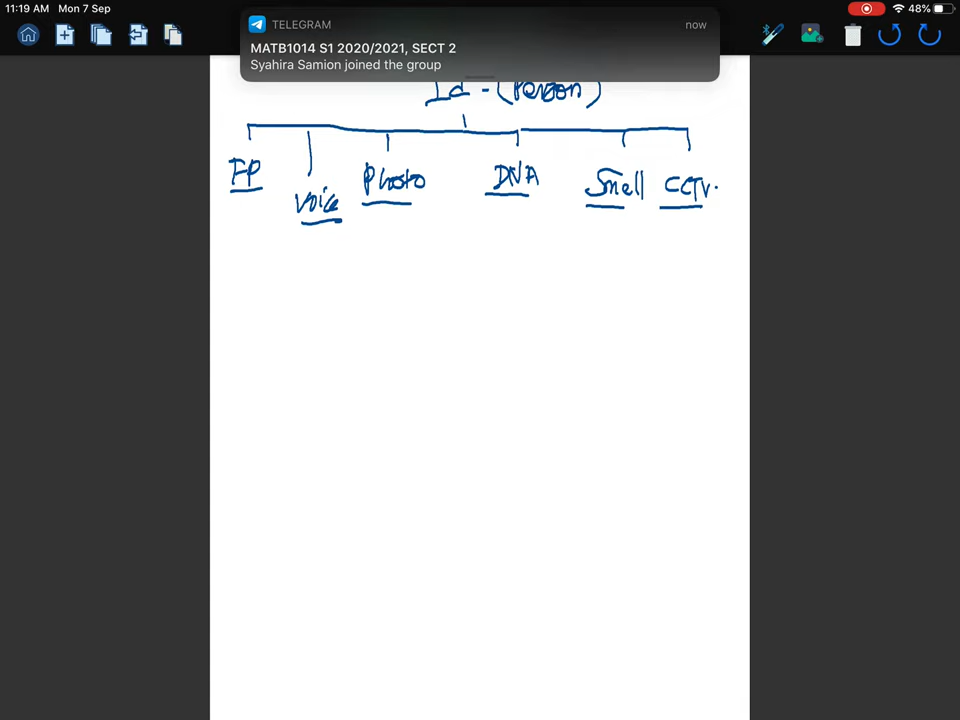 11:19 AM Mon 7 Sep
48%
TELEGRAM now
MATB1014 S1 2020/2021, SECT 2
Syahira Samion joined the group
Id - (Person)
FP Voice Photo DNA Smell CCTV.